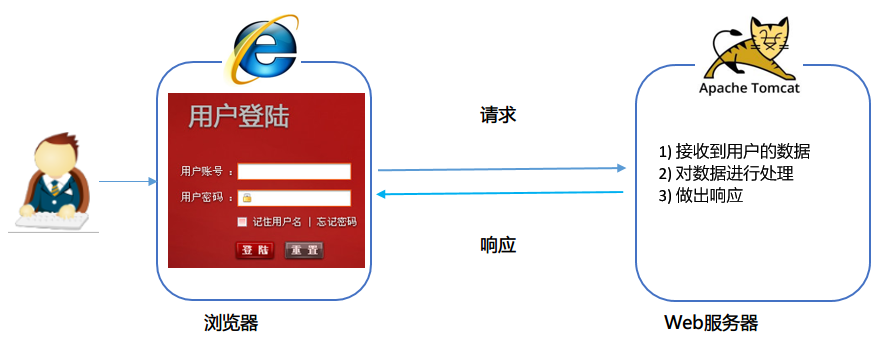 Apache Tomcat
用户登陆
请求
用户账号：
用户密码：
记住用户名 | 忘记密码
登 陆
重 置
1) 接收到用户的数据
2) 对数据进行处理
3) 做出响应
响应
浏览器
Web服务器